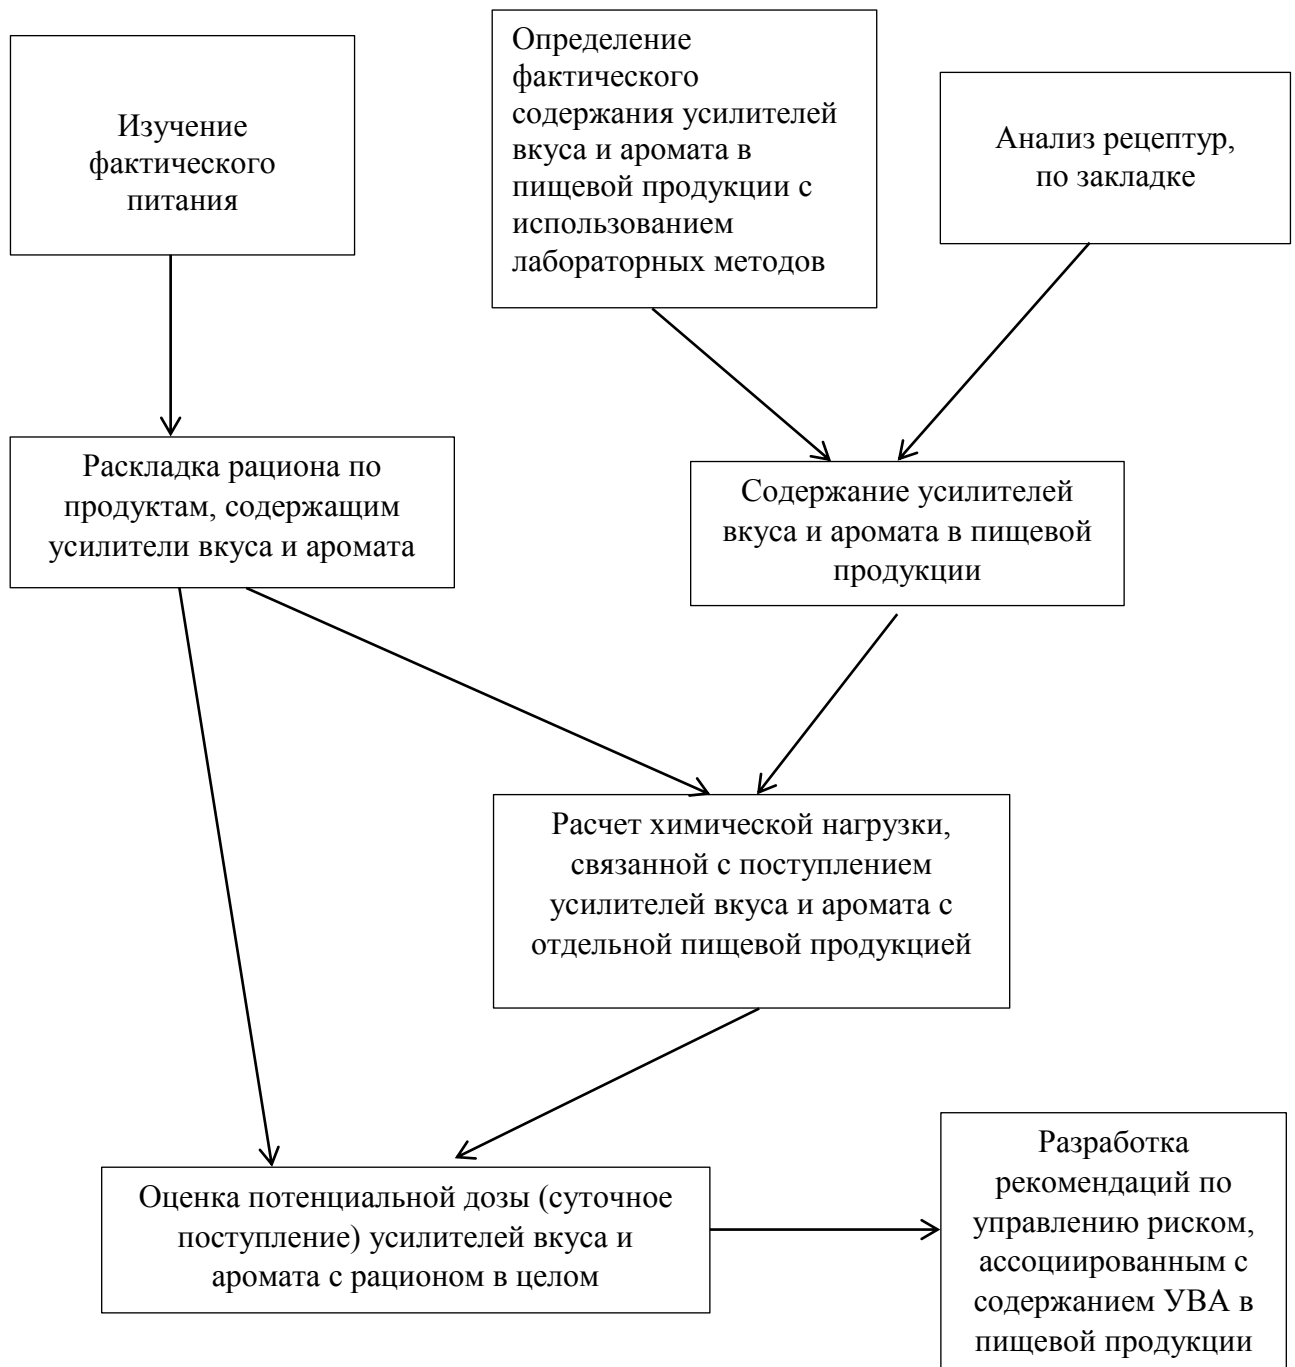 Изучение
фактического
питания
Определение
фактического
содержания усилителей
вкуса и аромата в
пищевой продукции с
использованием
лабораторных методов
Анализ рецептур,
по закладке
Раскладка рациона по
продуктам, содержащим
усилители вкуса и аромата
Содержание усилителей
вкуса и аромата в пищевой
продукции
Расчет химической нагрузки,
связанной с поступлением
усилителей вкуса и аромата с
отдельной пищевой продукцией
Оценка потенциальной дозы (суточное
поступление) усилителей вкуса и
аромата с рационом в целом
Разработка
рекомендаций по
управлению риском,
ассоциированным с
содержанием УВА в
пищевой продукции